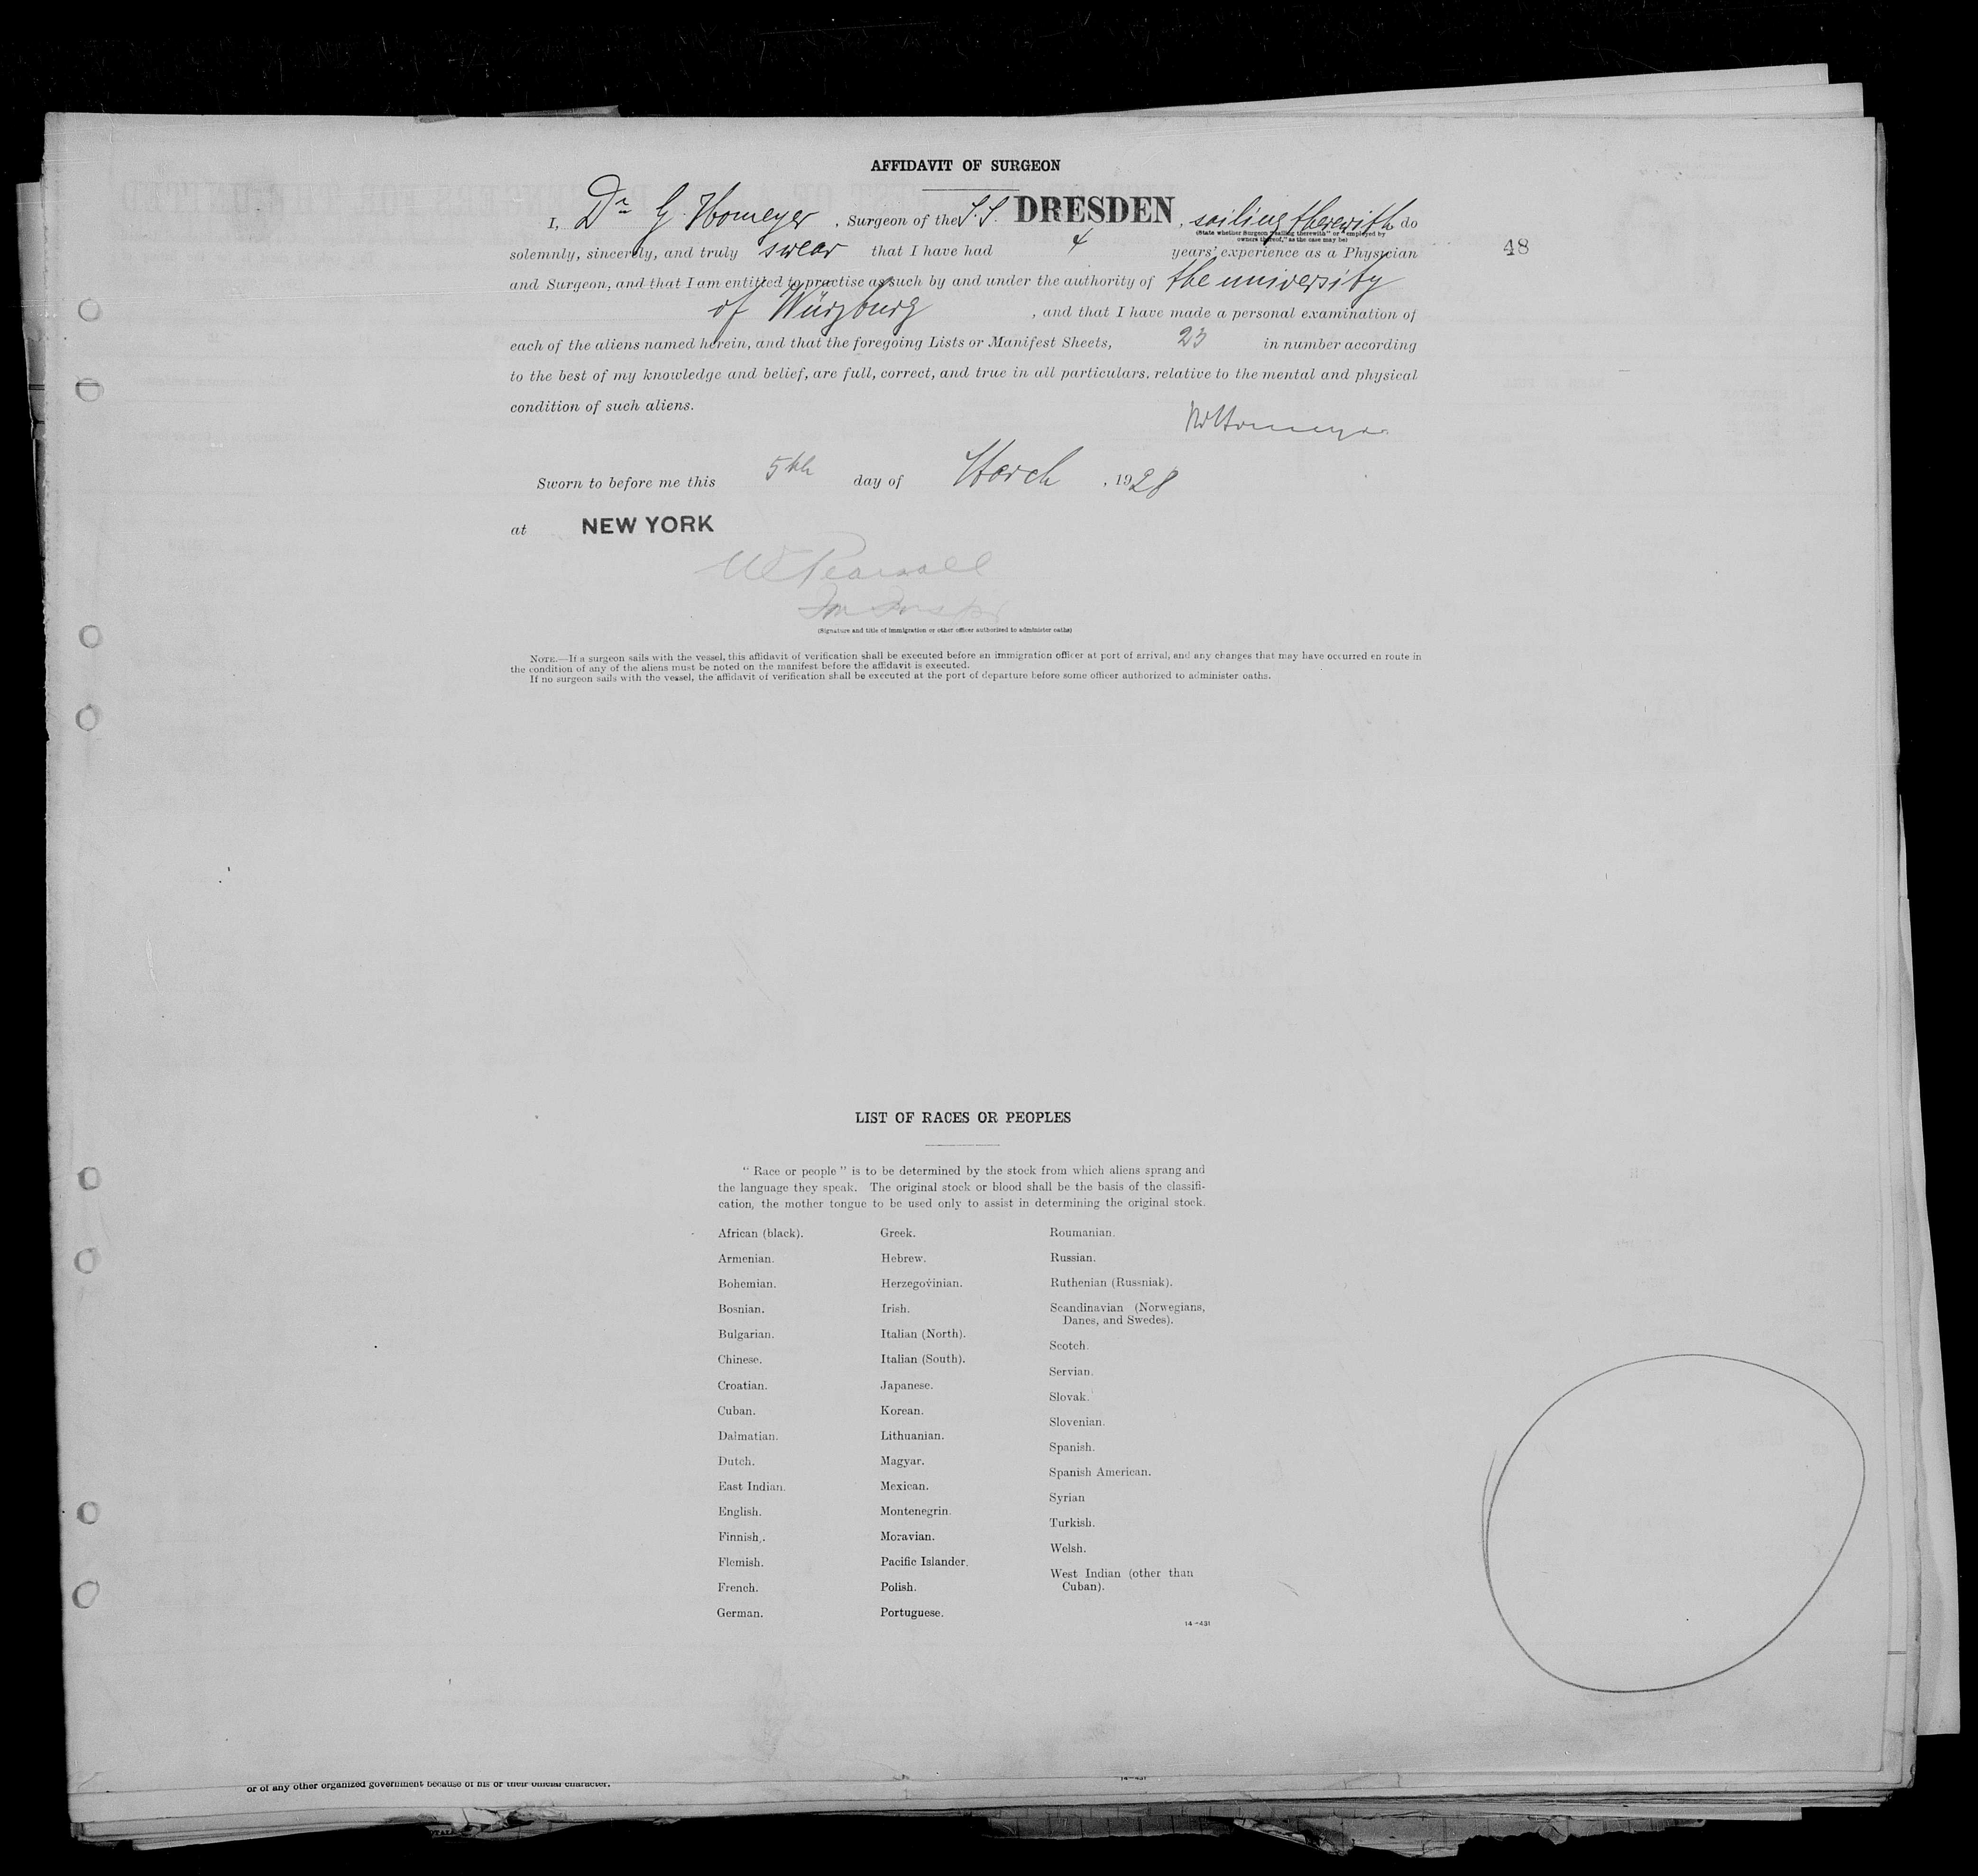 AFFIDAVIT OF SURGEON
I, Dr G. Homeyer, Surgeon of the S.S. DRESDEN, sailing therewith do
(State whether Surgeon "sailing therewith" or "employed by
owners thereof," as the case may be)
48
solemnly, sincerely, and truly swear that I have had 4 years' experience as a Physician
and Surgeon, and that I am entitled to practise as such by and under the authority of the university
of Würzburg, and that I have made a personal examination of
each of the aliens named herein, and that the foregoing Lists or Manifest Sheets, 23 in number according
to the best of my knowledge and belief, are full, correct, and true in all particulars, relative to the mental and physical
condition of such aliens.
Homeyer
Sworn to before me this 5th day of March, 1928
at NEW YORK
W Pearsall
(Signature and title of immigration or other officer authorized to administer oaths)
NOTE.—If a surgeon sails with the vessel, this affidavit of verification shall be executed before an immigration officer at port of arrival, and any changes that may have occurred en route in
the condition of any of the aliens must be noted on the manifest before the affidavit is executed.
If no surgeon sails with the vessel, the affidavit of verification shall be executed at the port of departure before some officer authorized to administer oaths.
LIST OF RACES OR PEOPLES
" Race or people " is to be determined by the stock from which aliens sprang and
the language they speak. The original stock or blood shall be the basis of the classifi-
cation, the mother tongue to be used only to assist in determining the original stock.
African (black).
Armenian.
Bohemian.
Bosnian.
Bulgarian.
Chinese.
Croatian.
Cuban.
Dalmatian.
Dutch.
East Indian.
English.
Finnish.
Flemish.
French.
German.
Greek.
Hebrew.
Herzegovinian.
Irish.
Italian (North).
Italian (South).
Japanese.
Korean.
Lithuanian.
Magyar.
Mexican.
Montenegrin.
Moravian.
Pacific Islander.
Polish.
Portuguese.
Roumanian.
Russian.
Ruthenian (Russniak).
Scandinavian (Norwegians,
Danes, and Swedes).
Scotch.
Servian.
Slovak.
Slovenian.
Spanish.
Spanish American.
Syrian
Turkish.
Welsh.
West Indian (other than
Cuban).
14—431
or of any other organized government because of his or their official character.